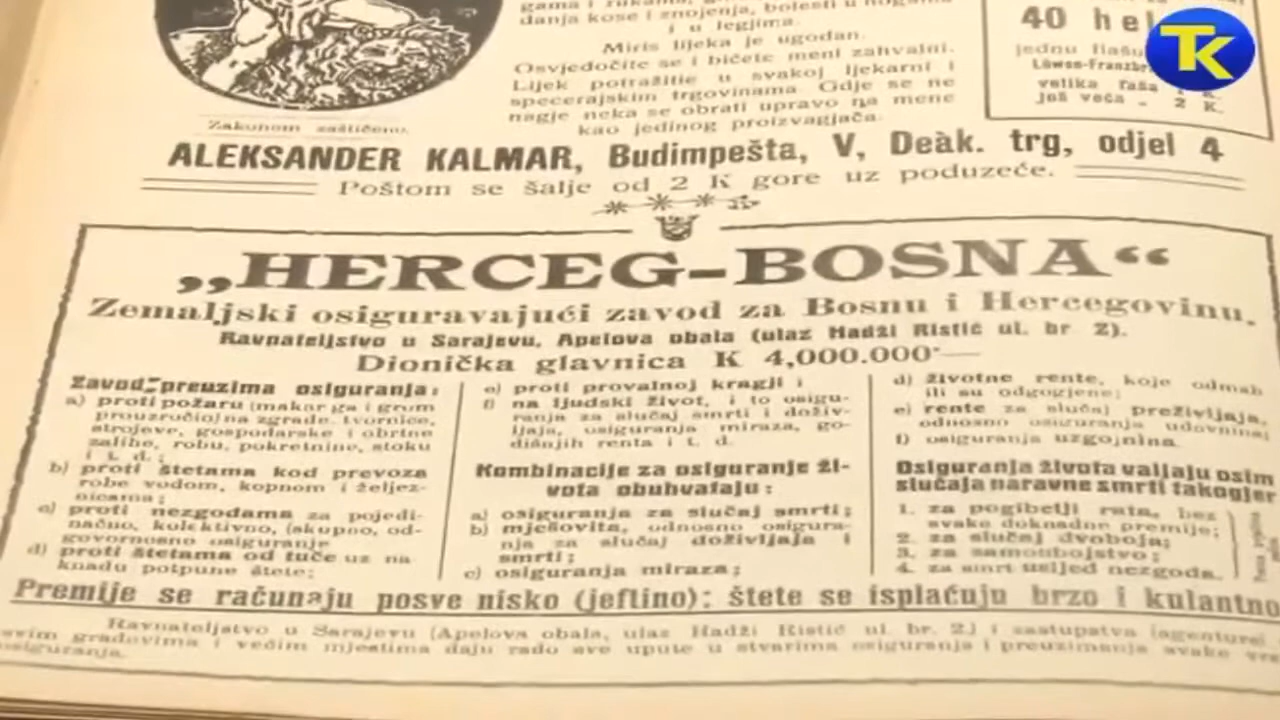 danja kose i znojenja, bolesti u nogama
i u legjima.
Miris lijeka je ugodan.
Osvjedočite se i bićete meni zahvalni.
Lijek potražitie u svakoj ljekarni i
specerajskim trgovinama. Gdje se ne
nagje neka se obrati upravo na mene
kao jedinog proizvagjača.
Zakonom zaštićeno.
40 hel
jednu flašu
Löwen-Franzbr
velika flaša 1 K.
još veća - 2 K.
TK
ALEKSANDER KALMAR, Budimpešta, V, Deàk. trg, odjel 4
Poštom se šalje od 2 K gore uz poduzeće.
„HERCEG-BOSNA“
Zemaljski osiguravajući zavod za Bosnu i Hercegovinu.
Ravnateljstvo u Sarajevu, Apelova obala (ulaz Hadži Ristić ul. br 2).
Dionička glavnica K 4,000.000·—
Zavod preuzima osiguranja:
a) proti požaru (makar ga i grom
prouzročio) na zgrade, tvornice,
strojeve, gospodarske i obrtne
zalihe, robu, pokretnine, stoku
i t. d.;
b) proti štetama kod prevoza
robe vodom, kopnom i željez-
nicama;
c) proti nezgodama za pojedi-
načno, kolektivno, (skupno, od-
govornosno osiguranje
d) proti štetama od tuče uz na-
knadu potpune štete;
e) proti provalnoj kragji i
f) na ljudski život, i to osigu-
ranja za slučaj smrti i doživ-
ljaja, osiguranja miraza, go-
dišnjih renta i t. d.
Kombinacije za osiguranje ži-
vota obuhvataju:
a) osiguranja za slučaj smrti;
b) mješovita, odnosno osigura-
nja za slučaj doživljaja i
smrti;
c) osiguranja miraza;
d) životne rente, koje odmah
ili su odgogjene;
e) rente za slučaj preživljaja,
odnosno osiguranja udovnina;
f) osiguranja uzgojnina.
Osiguranja života valjaju osim
slučaja naravne smrti takogjer
1. za pogibelji rata, bez
svake doknadne premije;
2. za slučaj dvoboja;
3. za samoubojstvo;
4. za smrt usljed nezgoda.
Premije se računaju posve nisko (jeftino): štete se isplaćuju brzo i kulantno
Ravnateljstvo u Sarajevu (Apelova obala, ulaz Hadži Ristić ul. br. 2.) i zastupstva (agenture)
svim gradovima i većim mjestima daju rado sve upute u stvarima osiguranja i preuzimanja svake
osiguranja.